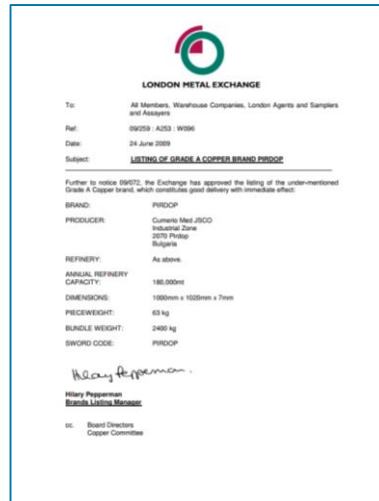 LONDON METAL EXCHANGE
To: All Members, Warehouse Companies, London Agents and Samplers
and Assayers
Ref: 09/259 : A253 : W096
Date: 24 June 2009
Subject: LISTING OF GRADE A COPPER BRAND PIRDOP
Further to notice 09/072, the Exchange has approved the listing of the under-mentioned
Grade A Copper brand, which constitutes good delivery with immediate effect:
BRAND: PIRDOP
PRODUCER: Cumerio Med JSCO
Industrial Zone
2070 Pirdop
Bulgaria
REFINERY: As above.
ANNUAL REFINERY
CAPACITY: 180,000mt
DIMENSIONS: 1000mm x 1020mm x 7mm
PIECEWEIGHT: 63 kg
BUNDLE WEIGHT: 2400 kg
SWORD CODE: PIRDOP
Hilary Pepperman.
Hilary Pepperman
Brands Listing Manager
cc. Board Directors
Copper Committee